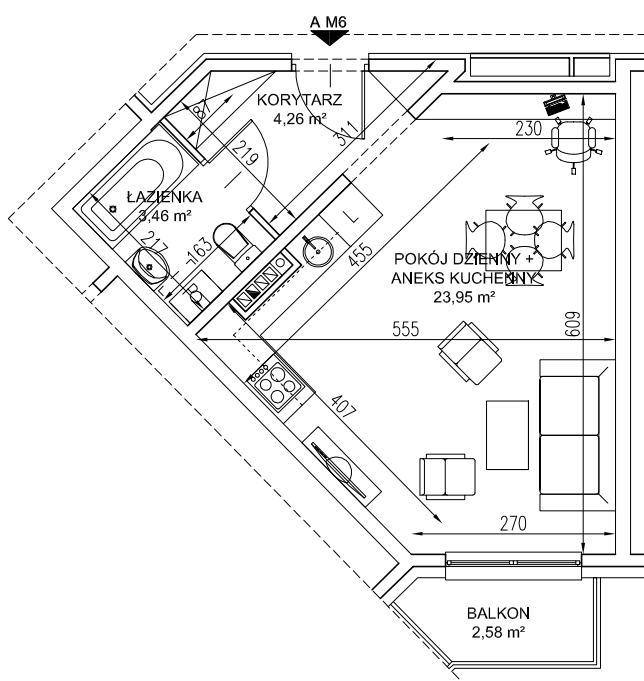 A M6
KORYTARZ
4,26 m²
230
311
219
ŁAZIENKA
3,46 m²
217
163
L
455
POKÓJ DZIENNY +
ANEKS KUCHENNY
23,95 m²
555
609
407
270
BALKON
2,58 m²